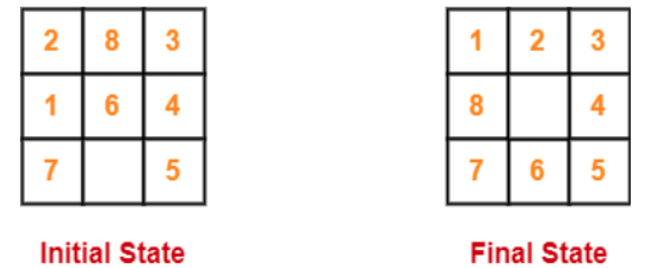 2 8 3
1 6 4
7 5
Initial State
1 2 3
8 4
7 6 5
Final State